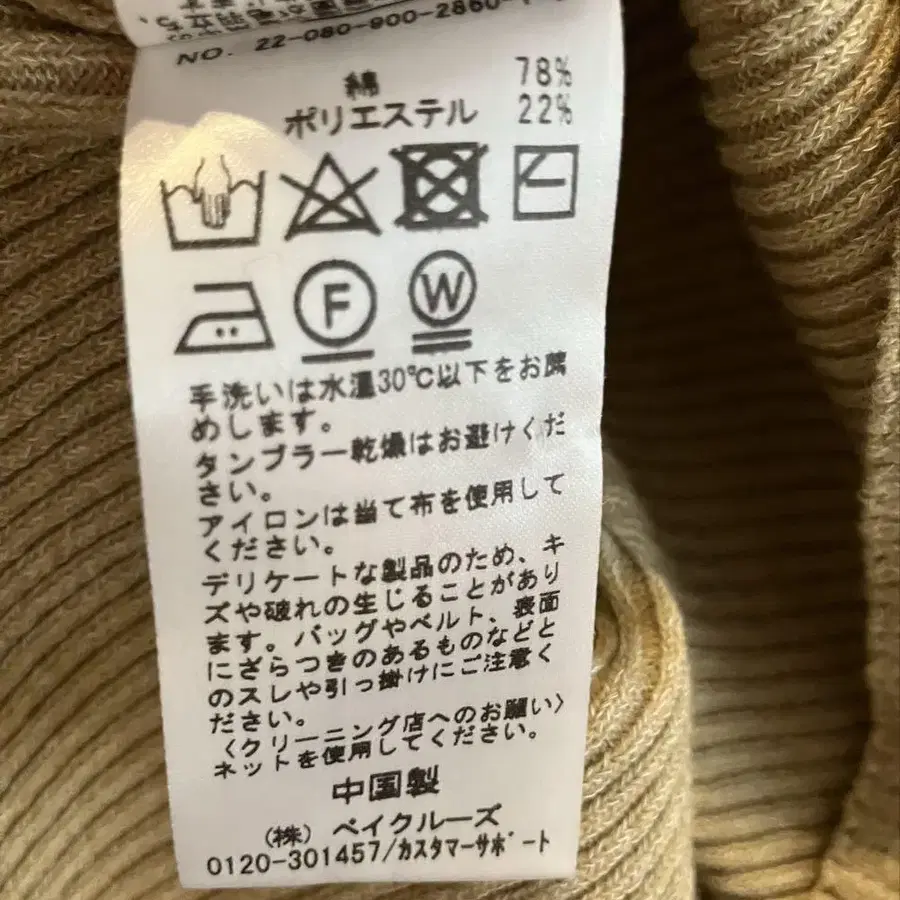 NO. 22-080-900-2860-
綿 78%
ポリエステル 22%
F W
手洗いは水温30℃以下をお薦
めします。
タンブラー乾燥はお避けくだ
さい。
アイロンは当て布を使用して
ください。
デリケートな製品のため、キ
ズや破れの生じることがあり
ます。バッグやベルト、表面
にざらつきのあるものなどと
のスレや引っ掛けにご注意く
ださい。
〈クリーニング店へのお願い〉
ネットを使用してください。
中国製
(株) ベイクルーズ
0120-301457/カスタマーサポート